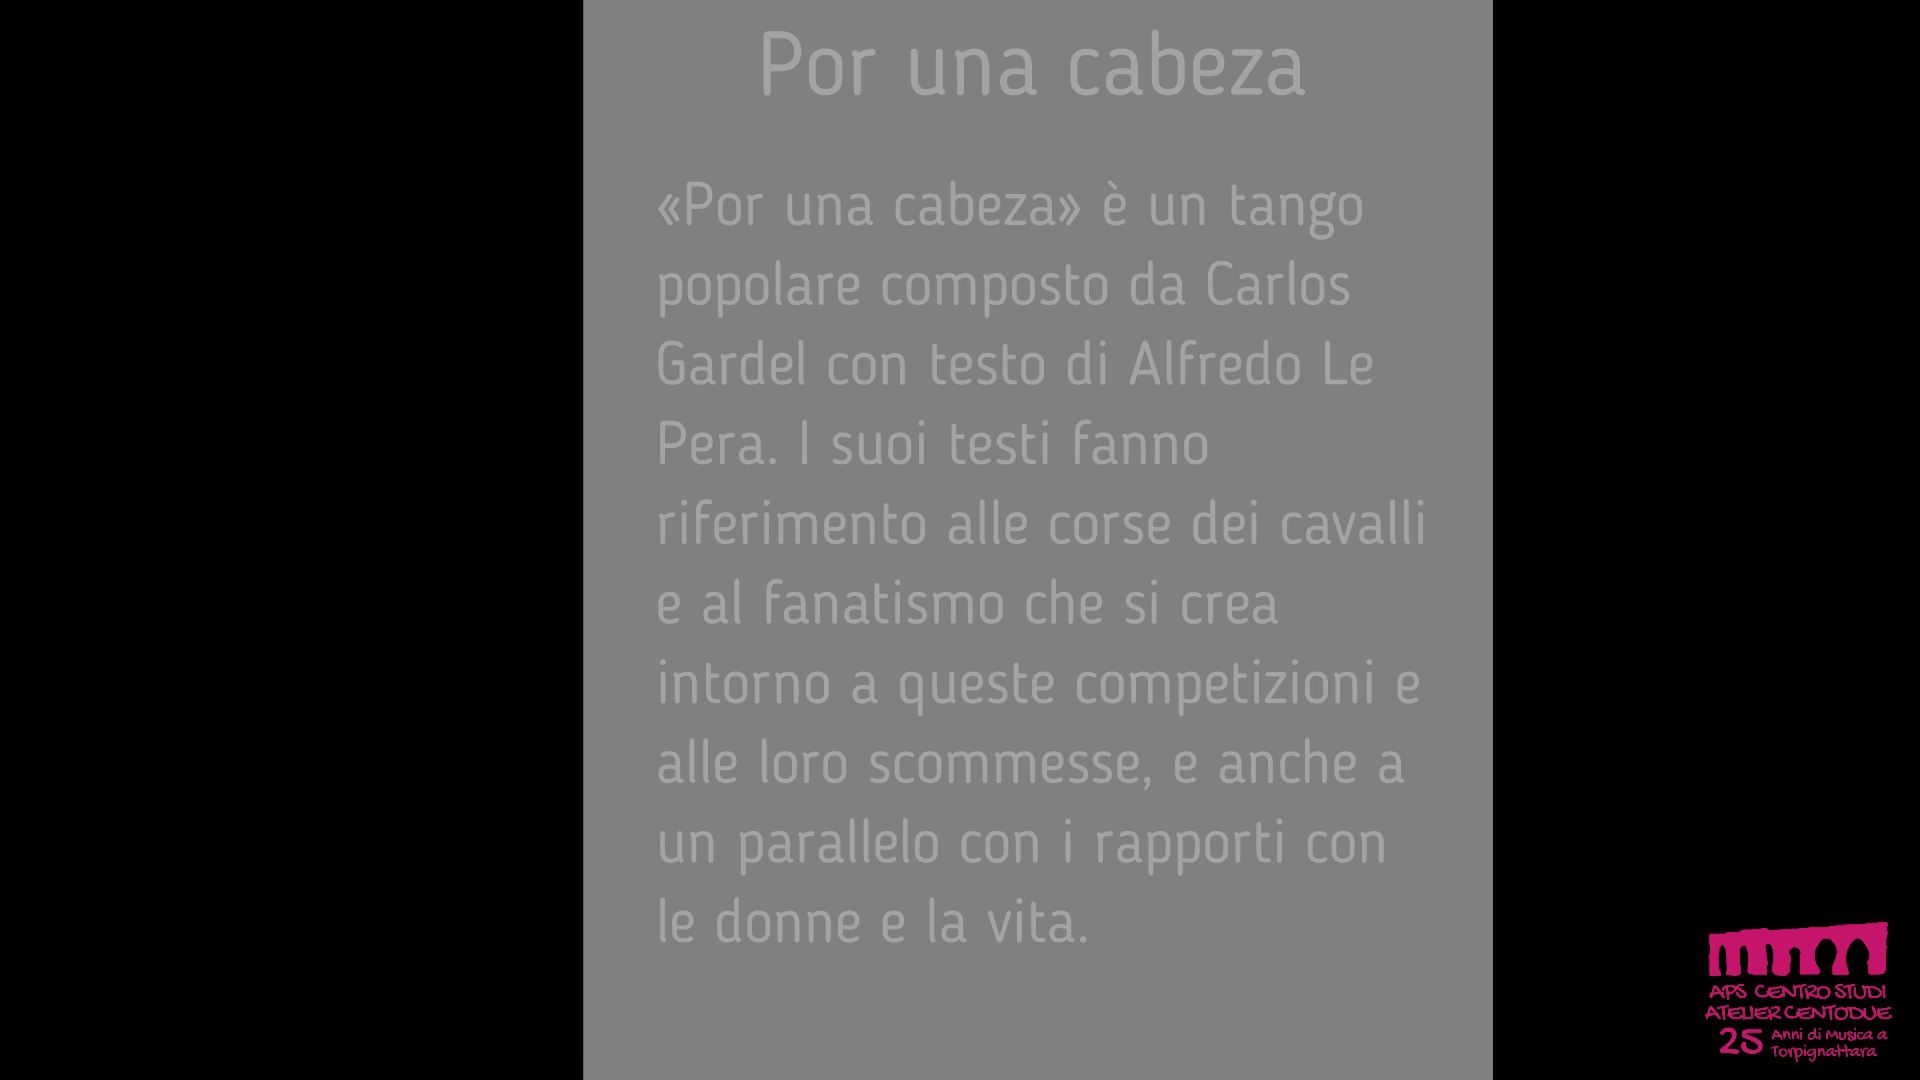 Por una cabeza
«Por una cabeza» è un tango
popolare composto da Carlos
Gardel con testo di Alfredo Le
Pera. I suoi testi fanno
riferimento alle corse dei cavalli
e al fanatismo che si crea
intorno a queste competizioni e
alle loro scommesse, e anche a
un parallelo con i rapporti con
le donne e la vita.
APS CENTRO STUDI
ATELIER CENTODUE
25 Anni di Musica a
Torpignattara